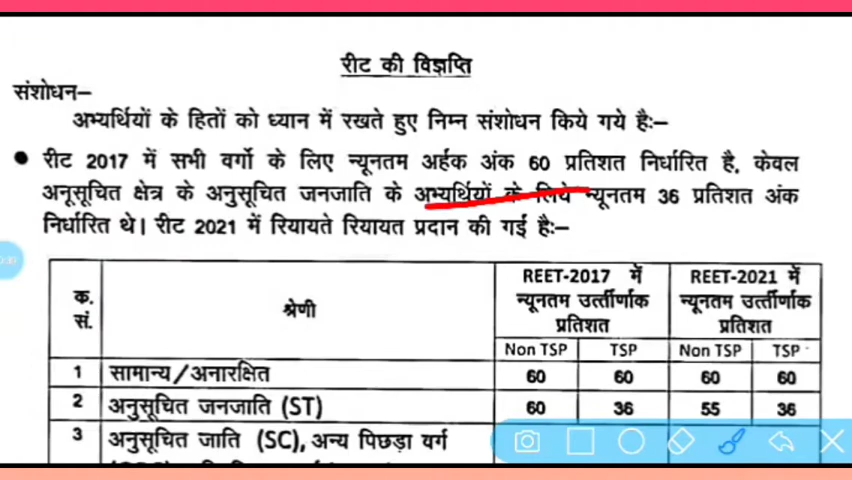 रीट की विज्ञप्ति
संशोधन–
अभ्यर्थियों के हितों को ध्यान में रखते हुए निम्न संशोधन किये गये है:–
● रीट 2017 में सभी वर्गो के लिए न्यूनतम अर्हक अंक 60 प्रतिशत निर्धारित है, केवल
अनूसूचित क्षेत्र के अनुसूचित जनजाति के अभ्यर्थियों के लिये न्यूनतम 36 प्रतिशत अंक
निर्धारित थे। रीट 2021 में रियायते रियायत प्रदान की गई है:–
क. सं. श्रेणी REET-2017 में न्यूनतम उर्त्तीर्णाक प्रतिशत REET-2021 में न्यूनतम उर्त्तीर्णाक प्रतिशत
Non TSP TSP Non TSP TSP
1 सामान्य/अनारक्षित 60 60 60 60
2 अनुसूचित जनजाति (ST) 60 36 55 36
3 अनुसूचित जाति (SC), अन्य पिछड़ा वर्ग